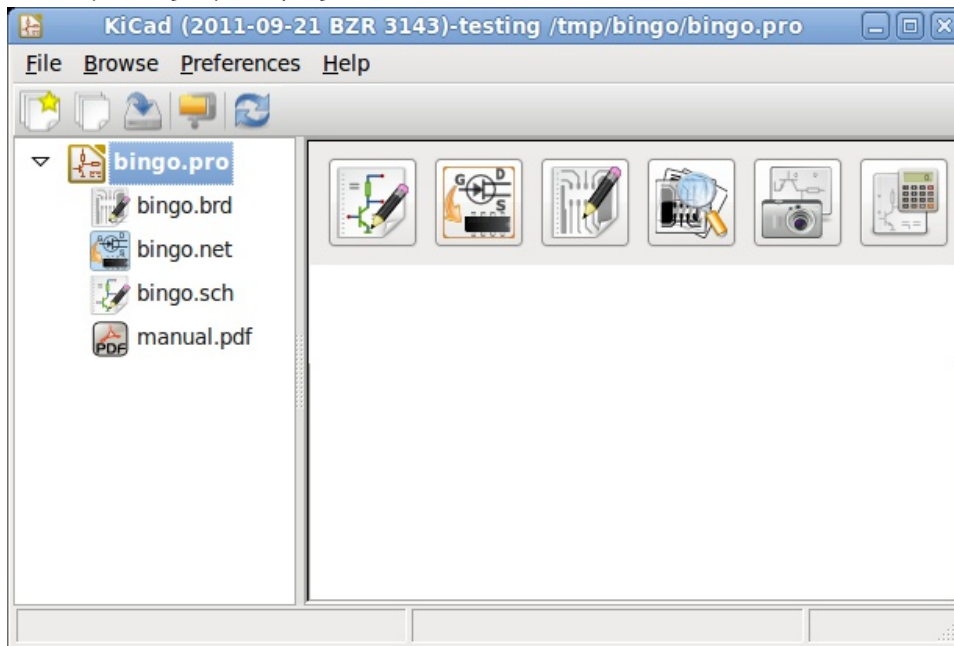 KiCad (2011-09-21 BZR 3143)-testing /tmp/bingo/bingo.pro
File Browse Preferences Help
bingo.pro
bingo.brd
bingo.net
bingo.sch
manual.pdf
PDF
G D
S